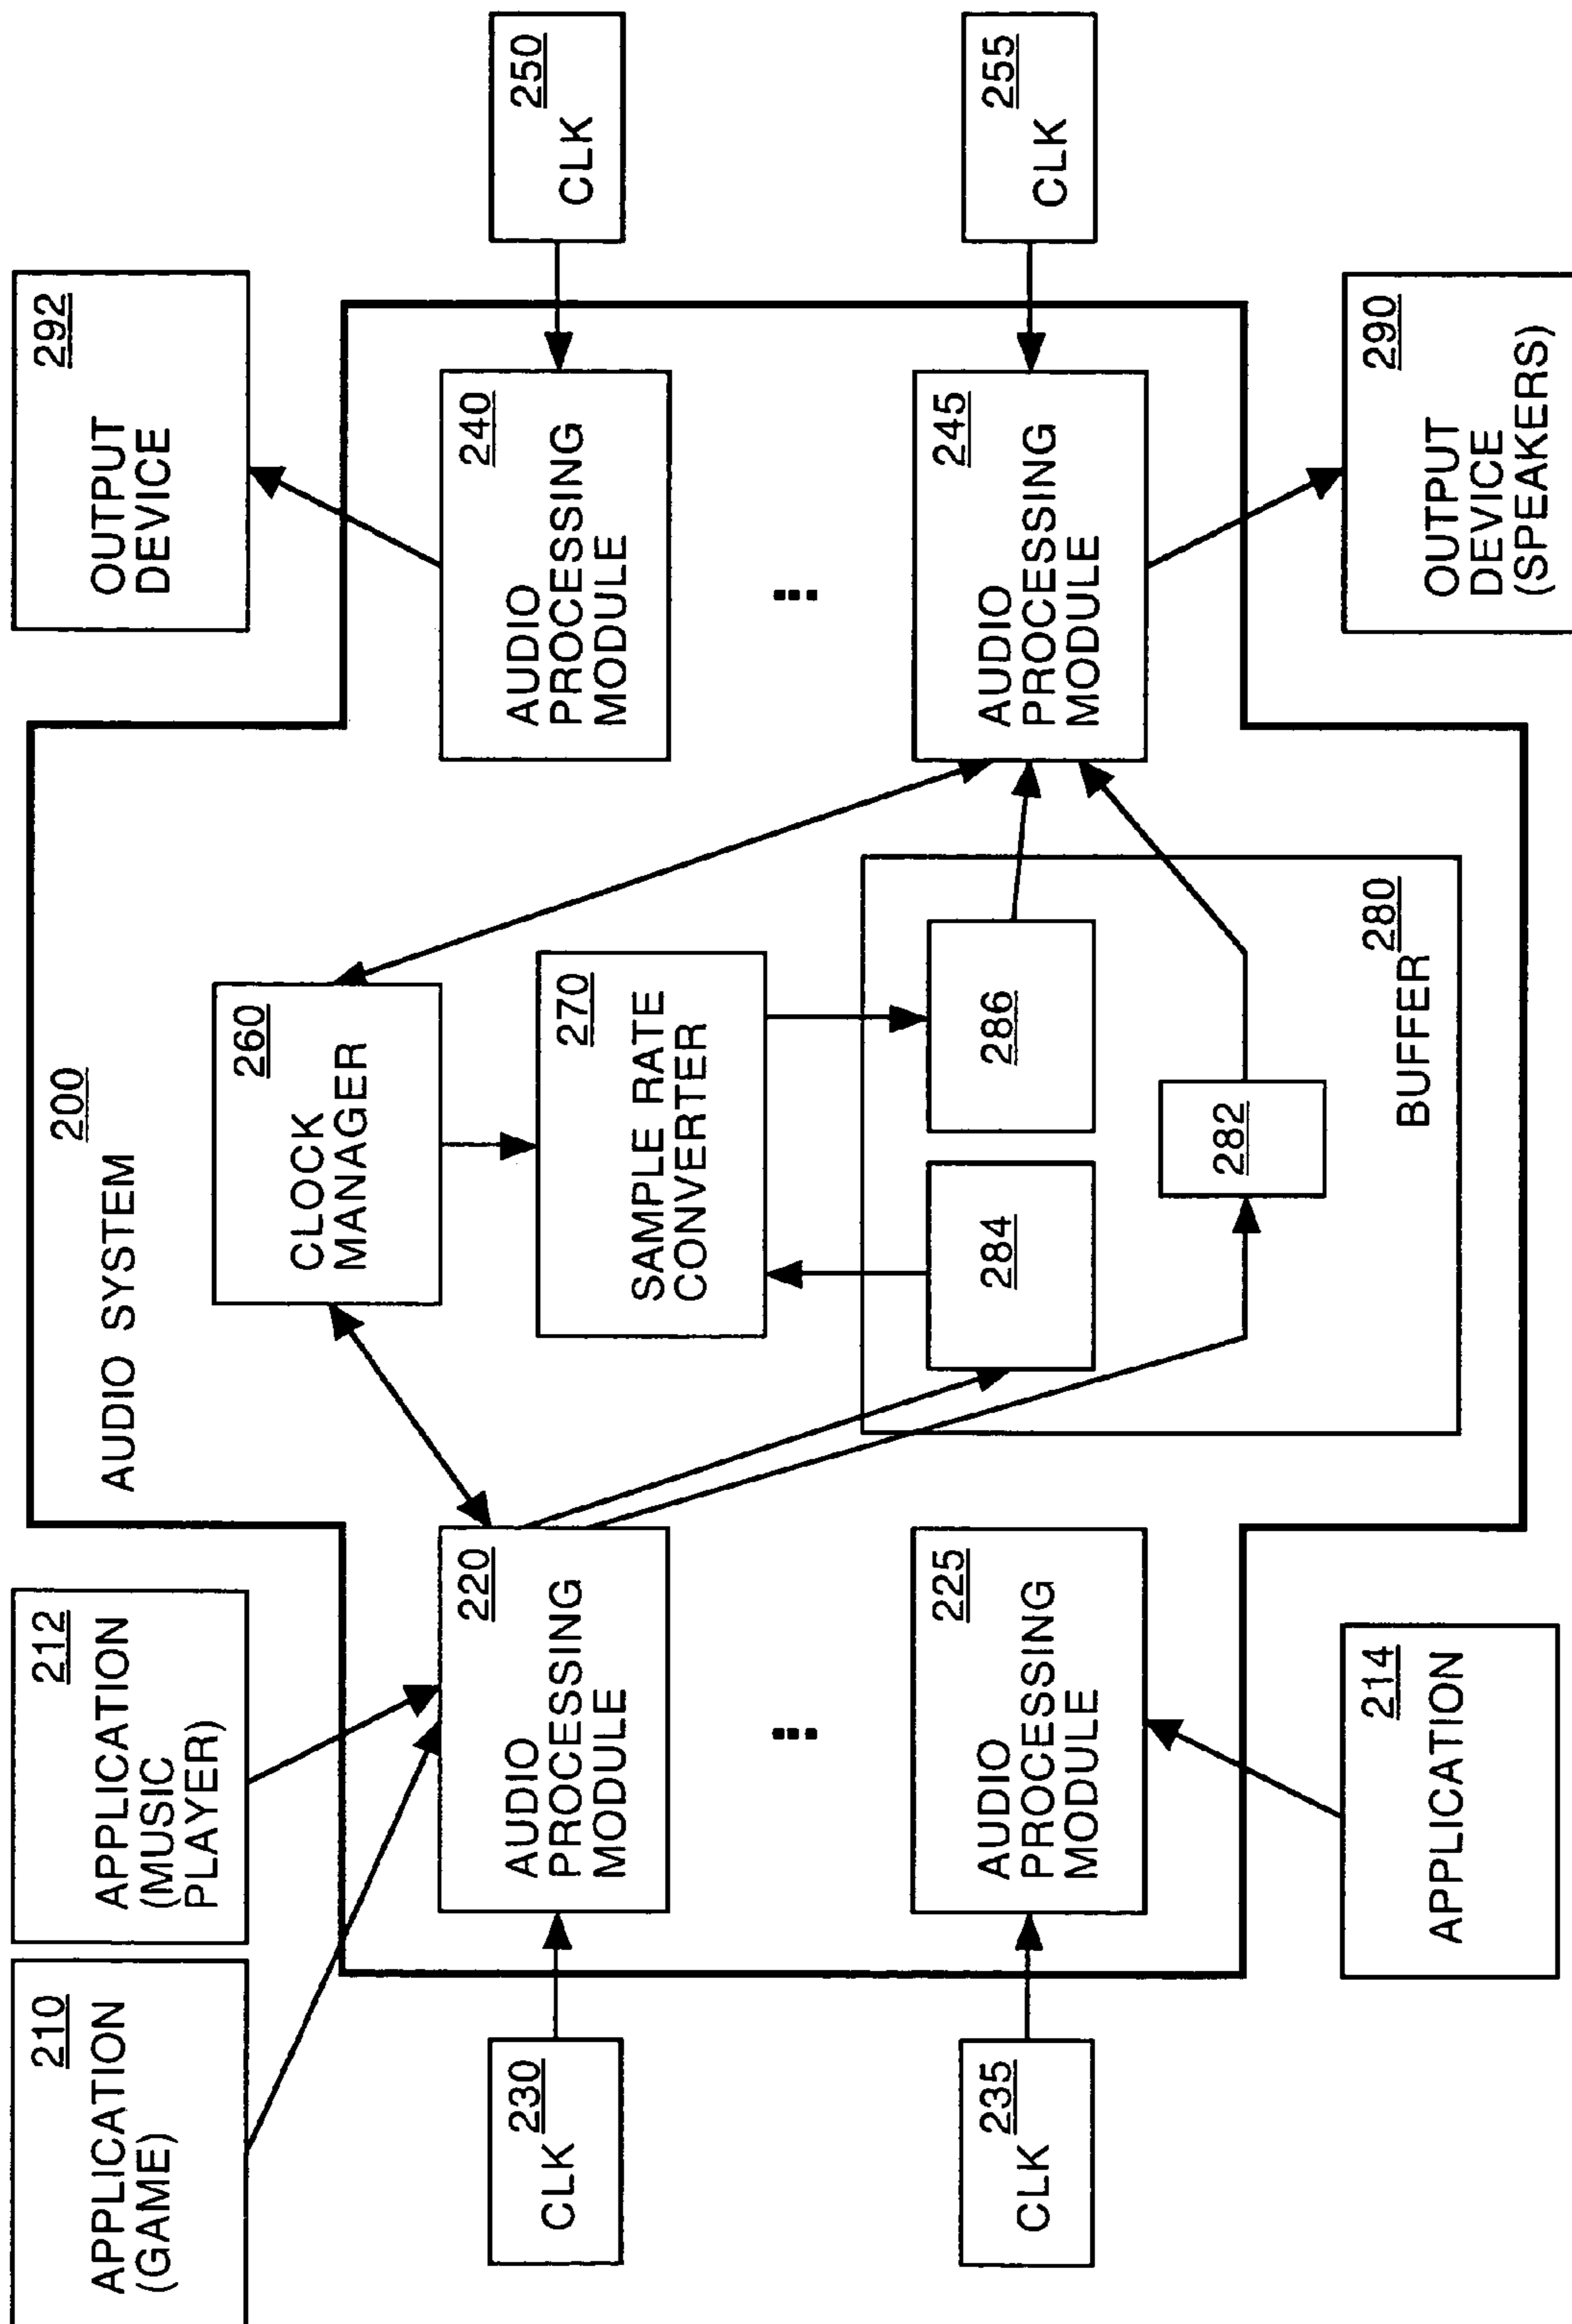 210
APPLICATION
(GAME)
212
APPLICATION
(MUSIC
PLAYER)
200
AUDIO SYSTEM
292
OUTPUT
DEVICE
230
CLK
220
AUDIO
PROCESSING
MODULE
260
CLOCK
MANAGER
240
AUDIO
PROCESSING
MODULE
250
CLK
270
SAMPLE RATE
CONVERTER
...
...
235
CLK
225
AUDIO
PROCESSING
MODULE
284
286
282
280
BUFFER
245
AUDIO
PROCESSING
MODULE
255
CLK
214
APPLICATION
290
OUTPUT
DEVICE
(SPEAKERS)